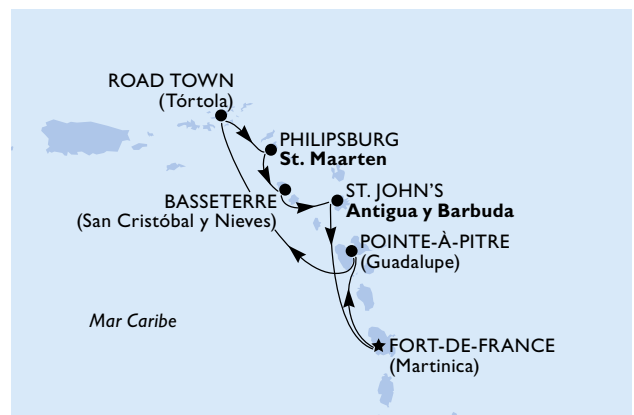 ROAD TOWN
(Tórtola)
PHILIPSBURG
St. Maarten
BASSETERRE
(San Cristóbal y Nieves)
ST. JOHN'S
Antigua y Barbuda
POINTE-À-PITRE
(Guadalupe)
Mar Caribe
FORT-DE-FRANCE
(Martinica)